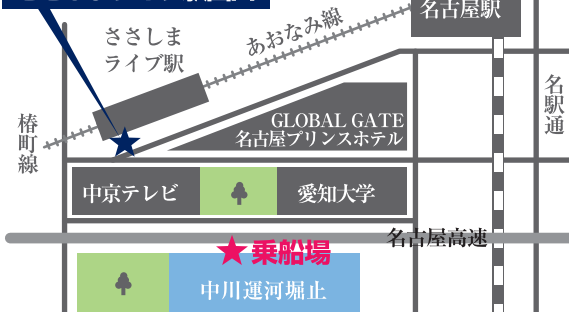 名古屋駅
ささしま
ライブ駅
あおなみ線
名駅通
椿町線
GLOBAL GATE
名古屋プリンスホテル
中京テレビ
愛知大学
名古屋高速
乗船場
中川運河堀止